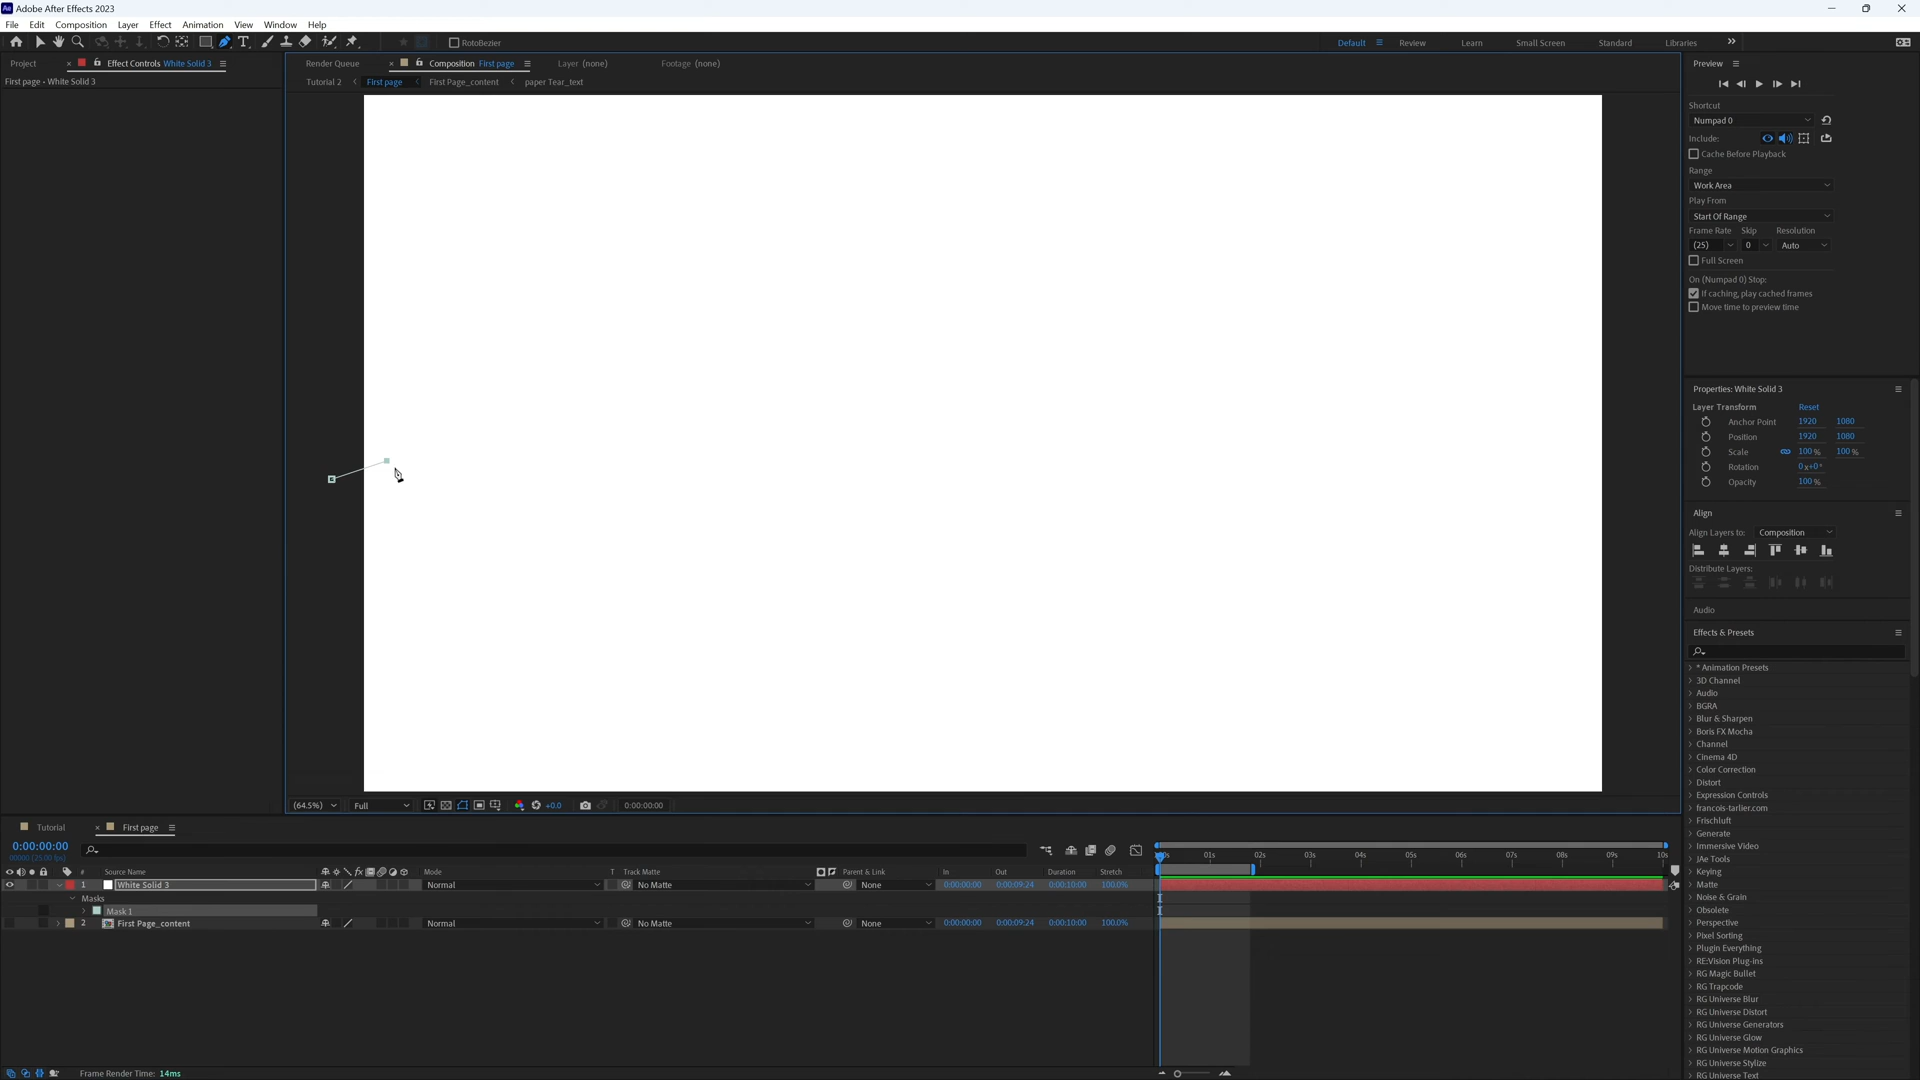 Adobe After Effects 2023
File Edit Composition Layer Effect Animation View Window Help
RotoBezier
Default Review Learn Small Screen Standard Libraries
Project Effect Controls White Solid 3
First page • White Solid 3
Render Queue Composition First page Layer (none) Footage (none)
Tutorial 2 First page First Page_content paper Tear_text
Preview
Shortcut
Numpad 0
Include:
Cache Before Playback
Range
Work Area
Play From
Start Of Range
Frame Rate Skip Resolution
(25) 0 Auto
Full Screen
On (Numpad 0) Stop:
If caching, play cached frames
Move time to preview time
Properties: White Solid 3
Layer Transform Reset
Anchor Point 1920 1080
Position 1920 1080
Scale 100 % 100 %
Rotation 0x+0°
Opacity 100 %
Align
Align Layers to: Composition
Distribute Layers:
Audio
Effects & Presets
* Animation Presets
3D Channel
Audio
BGRA
Blur & Sharpen
Boris FX Mocha
Channel
Cinema 4D
Color Correction
Distort
Expression Controls
francois-tarlier.com
Frischluft
Generate
Immersive Video
JAe Tools
Keying
Matte
Noise & Grain
Obsolete
Perspective
Pixel Sorting
Plugin Everything
RE:Vision Plug-ins
RG Magic Bullet
RG Trapcode
RG Universe Blur
RG Universe Distort
RG Universe Generators
RG Universe Glow
RG Universe Motion Graphics
RG Universe Stylize
RG Universe Text
(64.5%) Full +0.0 0:00:00:00
Tutorial First page
0:00:00:00
00000 (25.00 fps)
# Source Name Mode T Track Matte Parent & Link In Out Duration Stretch
01s 02s 03s 04s 05s 06s 07s 08s 09s 10s
1 White Solid 3 Normal No Matte None 0:00:00:00 0:00:09:24 0:00:10:00 100.0%
Masks
Mask 1
2 First Page_content Normal No Matte None 0:00:00:00 0:00:09:24 0:00:10:00 100.0%
Frame Render Time: 14ms